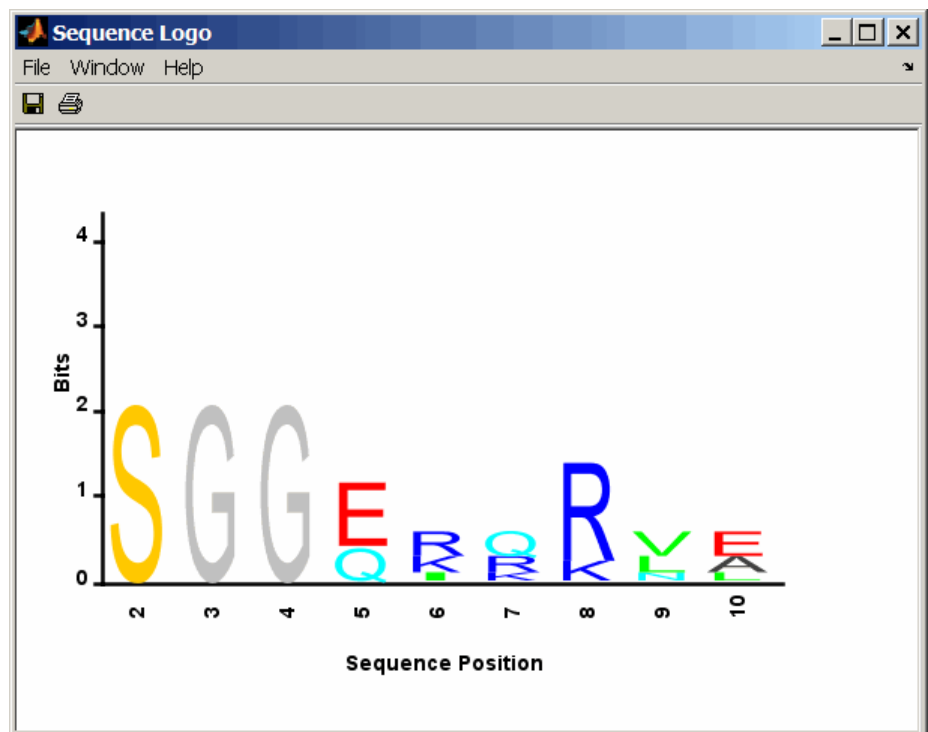 Sequence Logo
File Window Help
4
3
2
1
0
Bits
S G G E R Q R V E
Q K R K L A
I K N L
2 3 4 5 6 7 8 9 10
Sequence Position